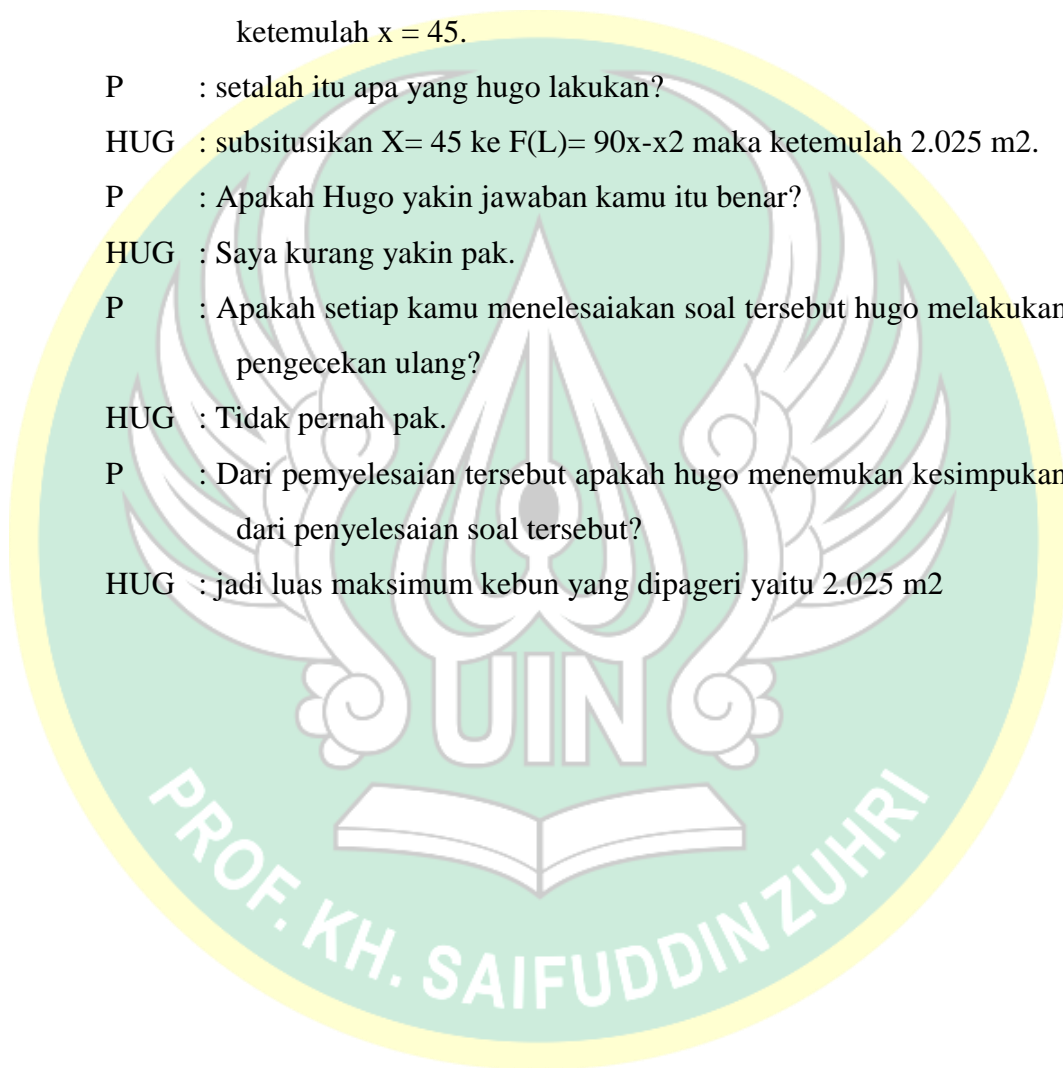 ketemulah x = 45.
P : setalah itu apa yang hugo lakukan?
HUG : subsitusikan X= 45 ke F(L)= 90x-x2 maka ketemulah 2.025 m2.
P : Apakah Hugo yakin jawaban kamu itu benar?
HUG : Saya kurang yakin pak.
P : Apakah setiap kamu menelesaiakan soal tersebut hugo melakukan
pengecekan ulang?
HUG : Tidak pernah pak.
P : Dari pemyelesaian tersebut apakah hugo menemukan kesimpukan
dari penyelesaian soal tersebut?
HUG : jadi luas maksimum kebun yang dipageri yaitu 2.025 m2
UIN
PROF. KH. SAIFUDDIN ZUHRI